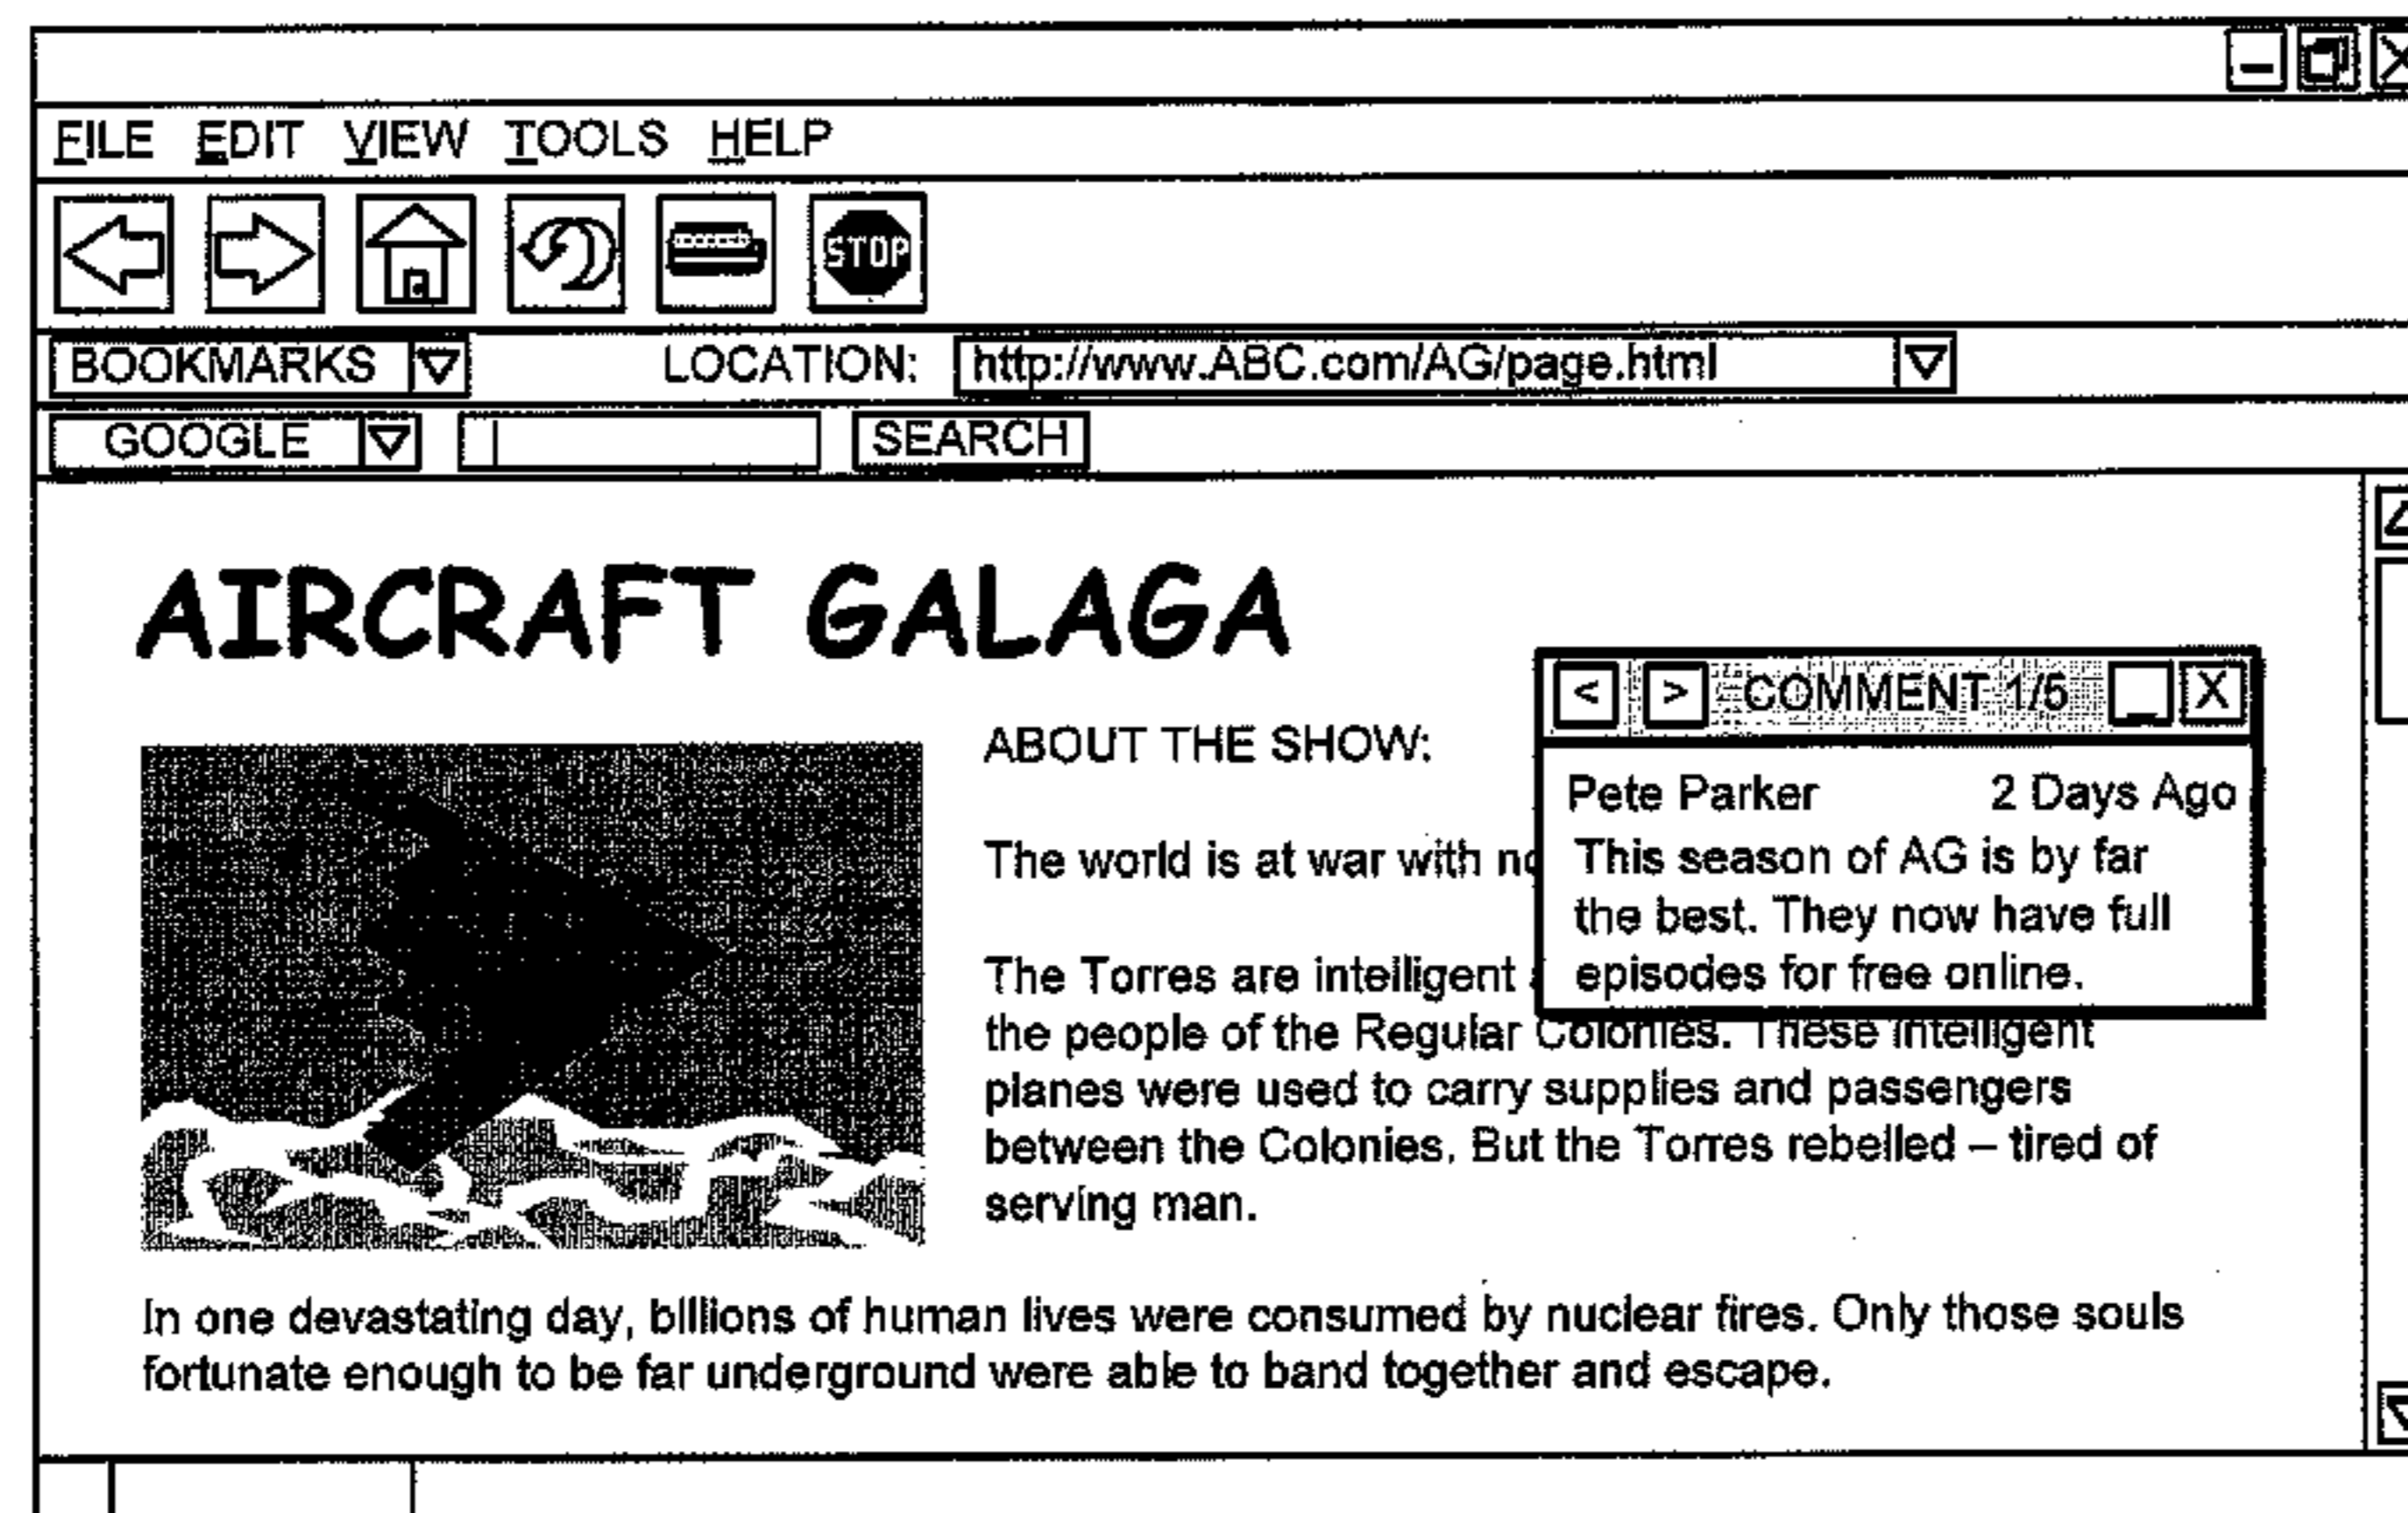 FILE EDIT VIEW TOOLS HELP
STOP
BOOKMARKS LOCATION: http://www.ABC.com/AG/page.html
GOOGLE SEARCH
AIRCRAFT GALAGA
< > COMMENT 1/5 _ X
Pete Parker 2 Days Ago
This season of AG is by far
the best. They now have full
episodes for free online.
ABOUT THE SHOW:
The world is at war with
The Torres are intelligent
the people of the Regular Colonies. These intelligent
planes were used to carry supplies and passengers
between the Colonies. But the Torres rebelled – tired of
serving man.
In one devastating day, billions of human lives were consumed by nuclear fires. Only those souls
fortunate enough to be far underground were able to band together and escape.